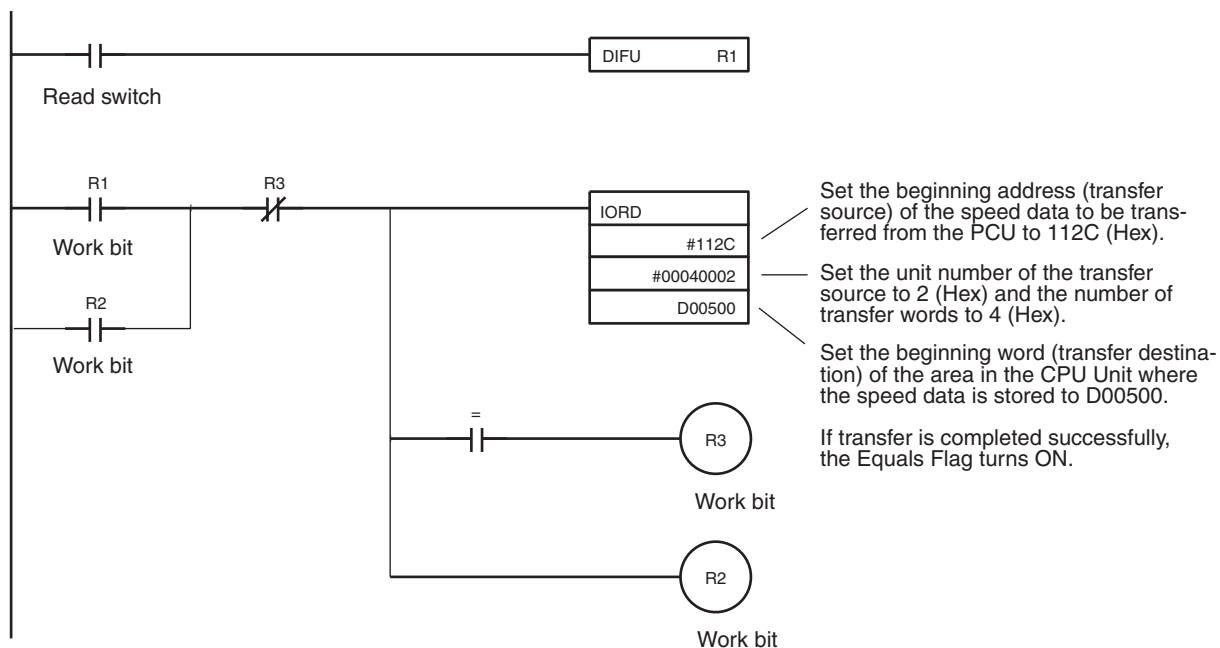 DIFU R1
Read switch
R1
R3
Work bit
R2
Work bit
IORD
#112C
#00040002
D00500
Set the beginning address (transfer
source) of the speed data to be trans-
ferred from the PCU to 112C (Hex).
Set the unit number of the transfer
source to 2 (Hex) and the number of
transfer words to 4 (Hex).
Set the beginning word (transfer destina-
tion) of the area in the CPU Unit where
the speed data is stored to D00500.
If transfer is completed successfully,
the Equals Flag turns ON.
=
R3
Work bit
R2
Work bit